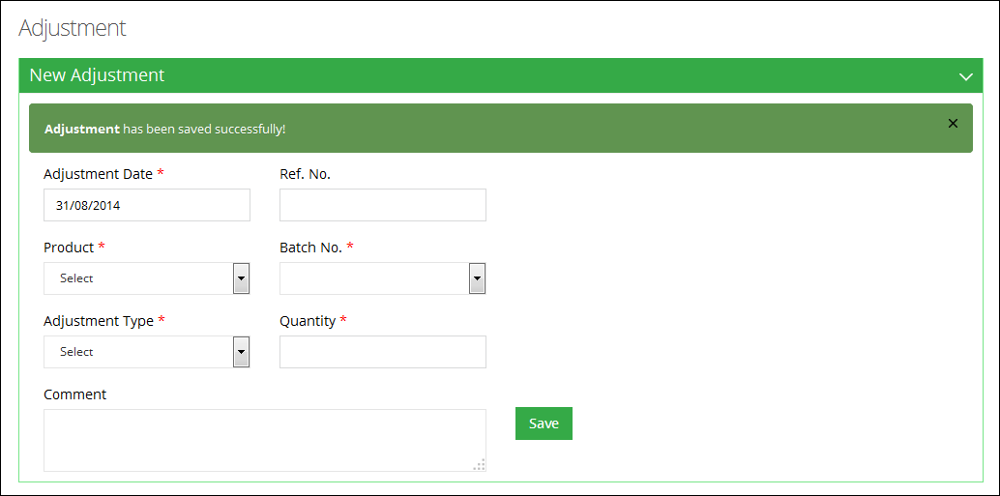 Adjustment
New Adjustment
Adjustment has been saved successfully!
Adjustment Date * Ref. No.
31/08/2014
Product * Batch No. *
Select
Adjustment Type * Quantity *
Select
Comment
Save